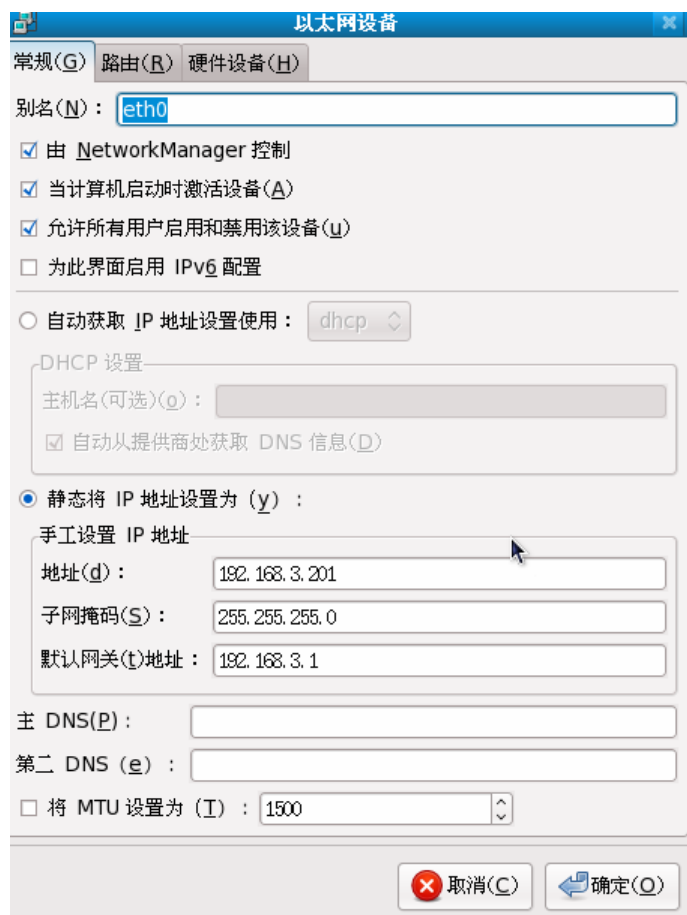 以太网设备
常规(G) 路由(R) 硬件设备(H)
别名(N)： eth0
由 NetworkManager 控制
当计算机启动时激活设备(A)
允许所有用户启用和禁用该设备(u)
为此界面启用 IPv6 配置
自动获取 IP 地址设置使用： dhcp
DHCP 设置
主机名(可选)(o)：
自动从提供商处获取 DNS 信息(D)
静态将 IP 地址设置为 (y) :
手工设置 IP 地址
地址(d)： 192.168.3.201
子网掩码(S)： 255.255.255.0
默认网关(t)地址： 192.168.3.1
主 DNS(P)：
第二 DNS (e) :
将 MTU 设置为 (T) : 1500
取消(C) 确定(O)